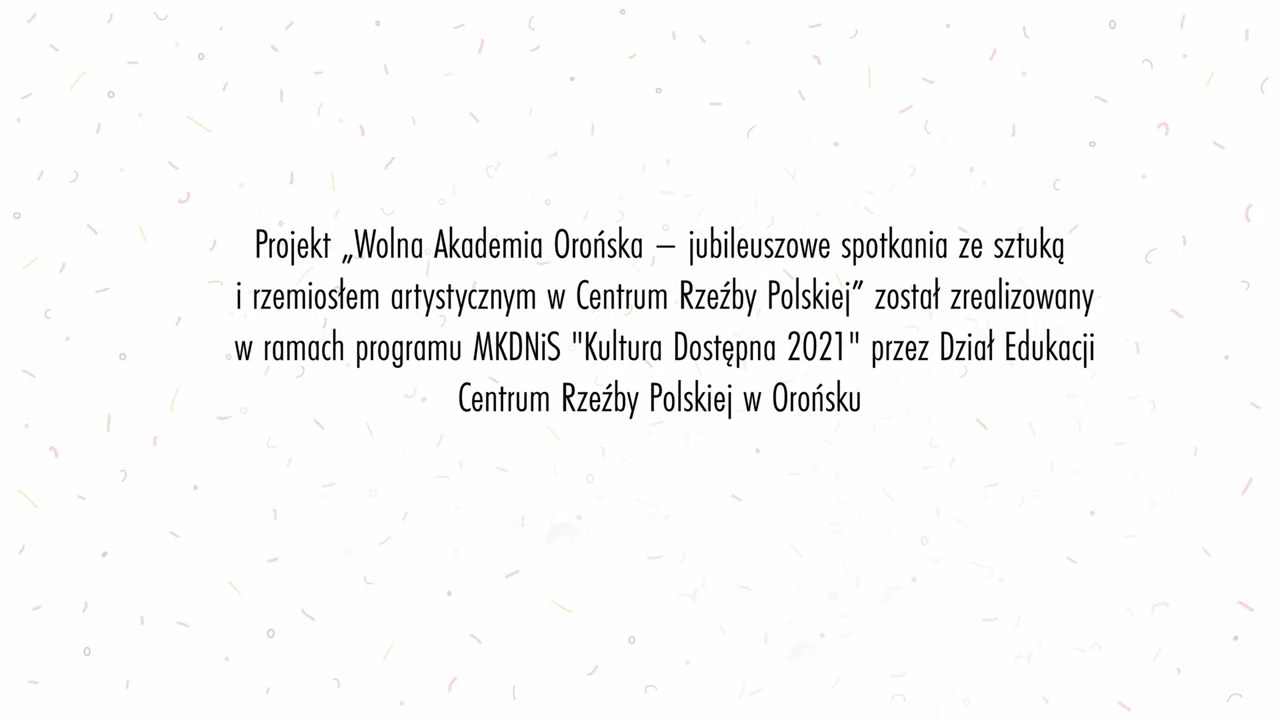 Projekt „Wolna Akademia Orońska – jubileuszowe spotkania ze sztuką
i rzemiosłem artystycznym w Centrum Rzeźby Polskiej” został zrealizowany
w ramach programu MKDNiS "Kultura Dostępna 2021" przez Dział Edukacji
Centrum Rzeźby Polskiej w Orońsku